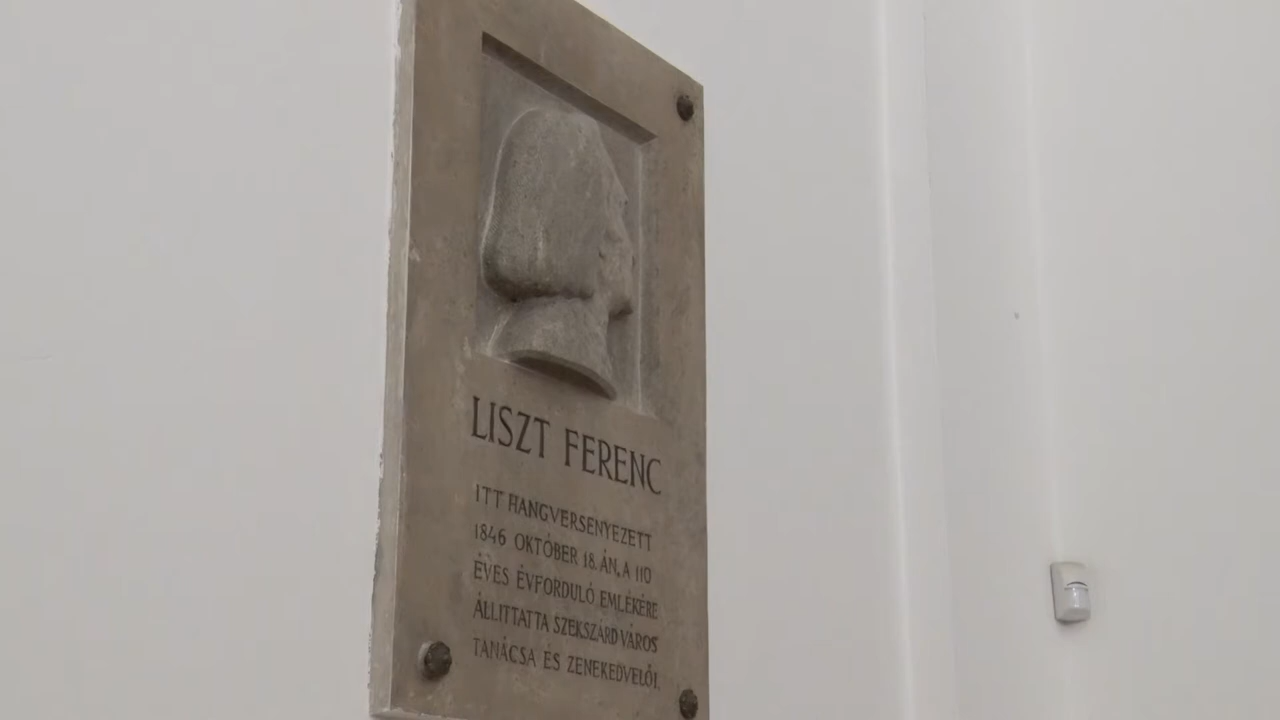 LISZT FERENC
ITT HANGVERSENYEZETT
1846 OKTÓBER 18. ÁN, A 110
ÉVES ÉVFORDULÓ EMLÉKÉRE
ÁLLITTATTA SZEKSZÁRD VÁROS
TANÁCSA ÉS ZENEKEDVELŐI.